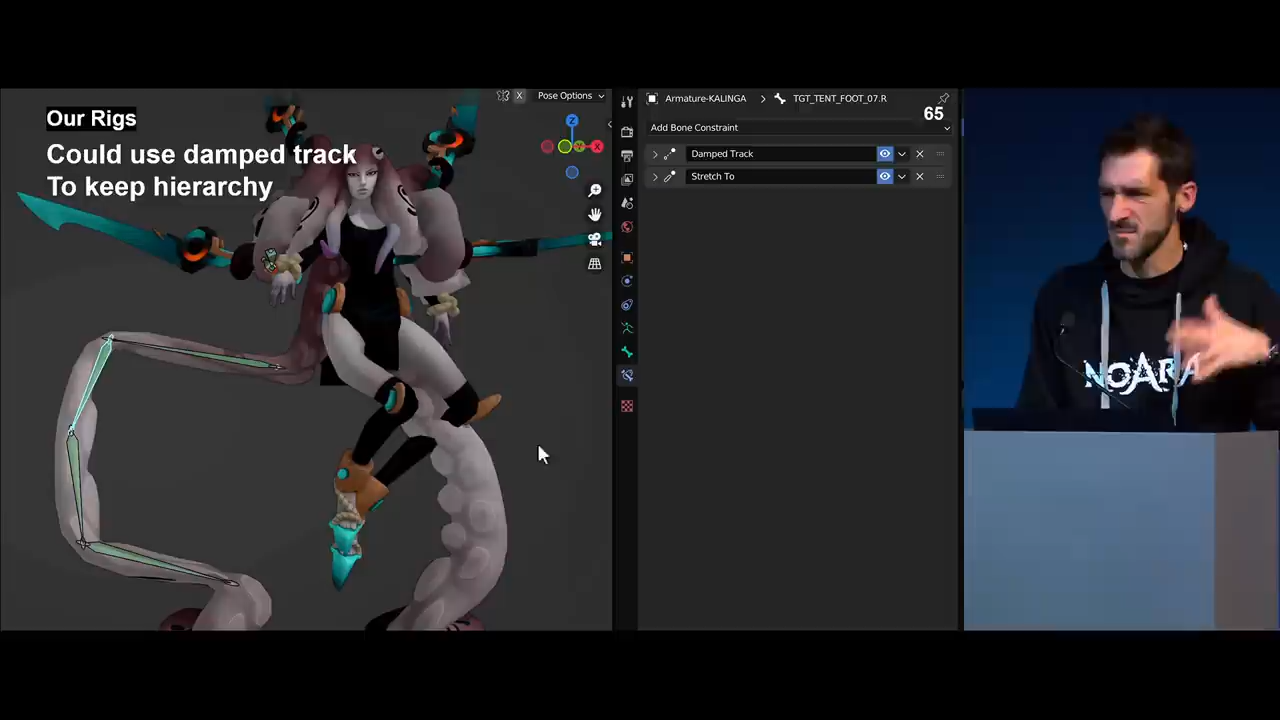 Our Rigs
Could use damped track
To keep hierarchy
X
Pose Options
Z
X
Armature-KALINGA
TGT_TENT_FOOT_07.R
65
Add Bone Constraint
Damped Track
Stretch To
NOARA